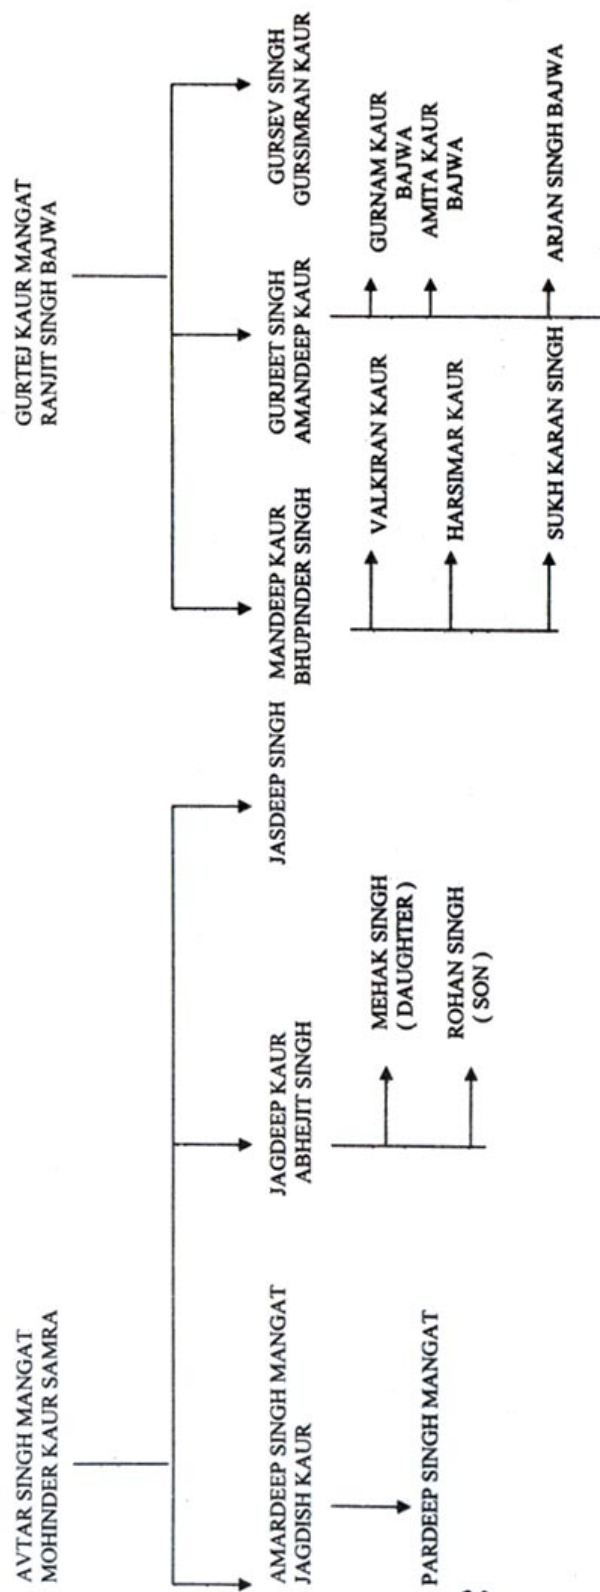 AVTAR SINGH MANGAT
MOHINDER KAUR SAMRA
GURTEJ KAUR MANGAT
RANJIT SINGH BAJWA
AMARDEEP SINGH MANGAT
JAGDISH KAUR
JAGDEEP KAUR
ABHEJIT SINGH
JASDEEP SINGH
MANDEEP KAUR
BHUPINDER SINGH
GURJEET SINGH
AMANDEEP KAUR
GURSEV SINGH
GURSIMRAN KAUR
PARDEEP SINGH MANGAT
MEHAK SINGH
( DAUGHTER )
ROHAN SINGH
( SON )
VALKIRAN KAUR
HARSIMAR KAUR
SUKH KARAN SINGH
GURNAM KAUR
BAJWA
AMITA KAUR
BAJWA
ARJAN SINGH BAJWA